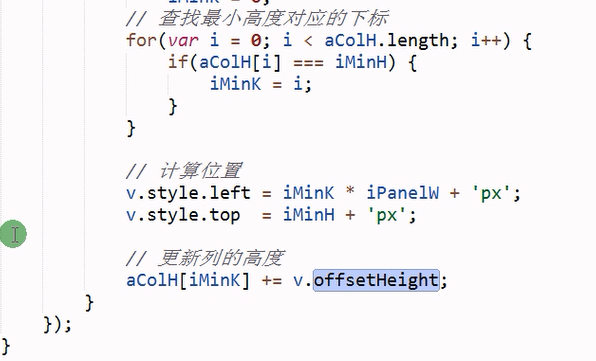 // 查找最小高度对应的下标
for(var i = 0; i < aColH.length; i++) {
if(aColH[i] === iMinH) {
iMinK = i;
}
}
// 计算位置
v.style.left = iMinK * iPanelW + 'px';
v.style.top  = iMinH + 'px';
// 更新列的高度
aColH[iMinK] += v.offsetHeight;
}
});
}